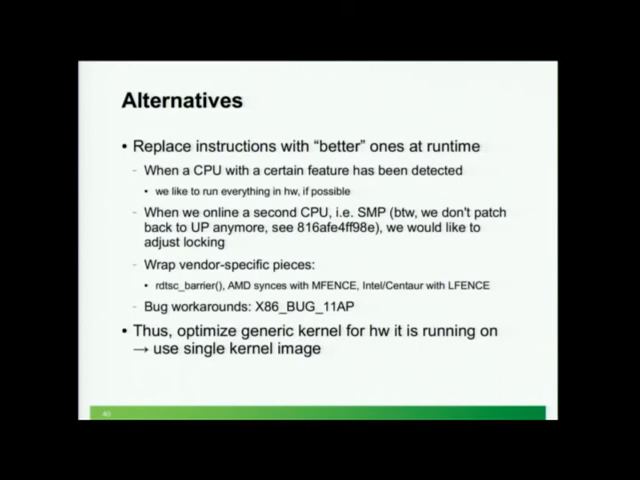 Alternatives
• Replace instructions with “better” ones at runtime
- When a CPU with a certain feature has been detected
• we like to run everything in hw, if possible
- When we online a second CPU, i.e. SMP (btw, we don't patch
back to UP anymore, see 816afe4ff98e), we would like to
adjust locking
- Wrap vendor-specific pieces:
• rdtsc_barrier(), AMD synces with MFENCE, Intel/Centaur with LFENCE
- Bug workarounds: X86_BUG_11AP
• Thus, optimize generic kernel for hw it is running on
→ use single kernel image
40